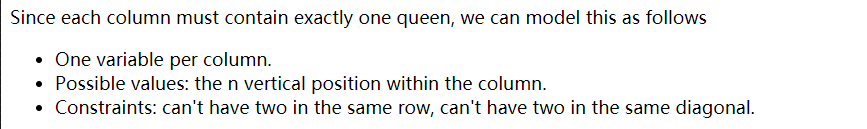 Since each column must contain exactly one queen, we can model this as follows
• One variable per column.
• Possible values: the n vertical position within the column.
• Constraints: can't have two in the same row, can't have two in the same diagonal.